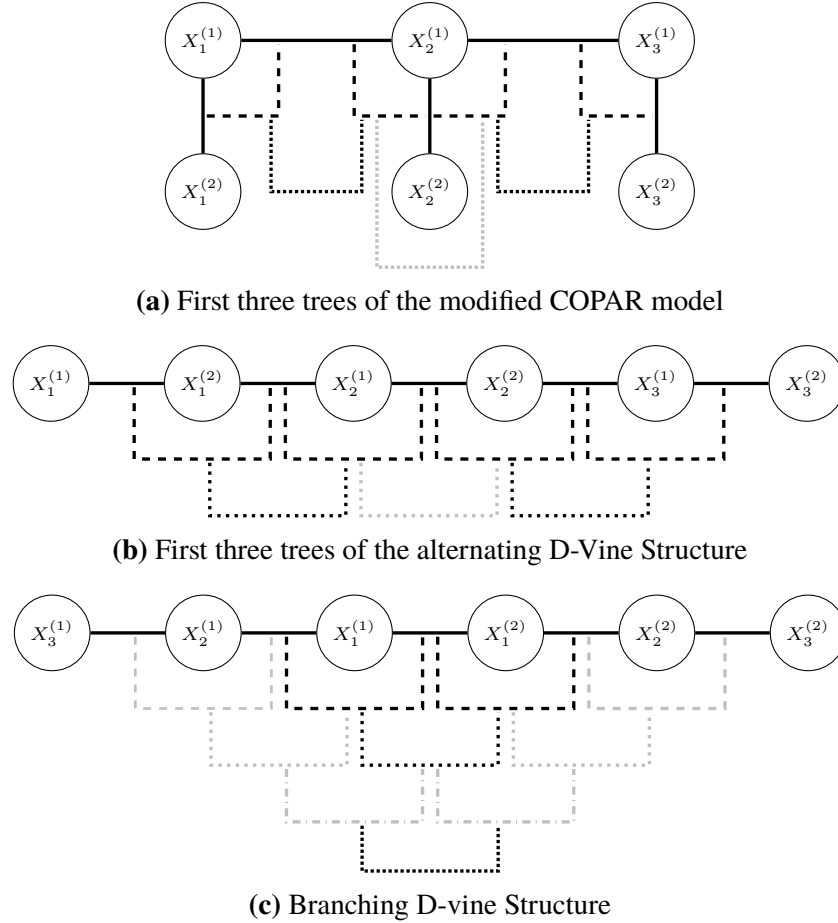 X_1^{(1)} X_2^{(1)} X_3^{(1)}
X_1^{(2)} X_2^{(2)} X_3^{(2)}
(a) First three trees of the modified COPAR model
X_1^{(1)} X_1^{(2)} X_2^{(1)} X_2^{(2)} X_3^{(1)} X_3^{(2)}
(b) First three trees of the alternating D-Vine Structure
X_3^{(1)} X_2^{(1)} X_1^{(1)} X_1^{(2)} X_2^{(2)} X_3^{(2)}
(c) Branching D-vine Structure